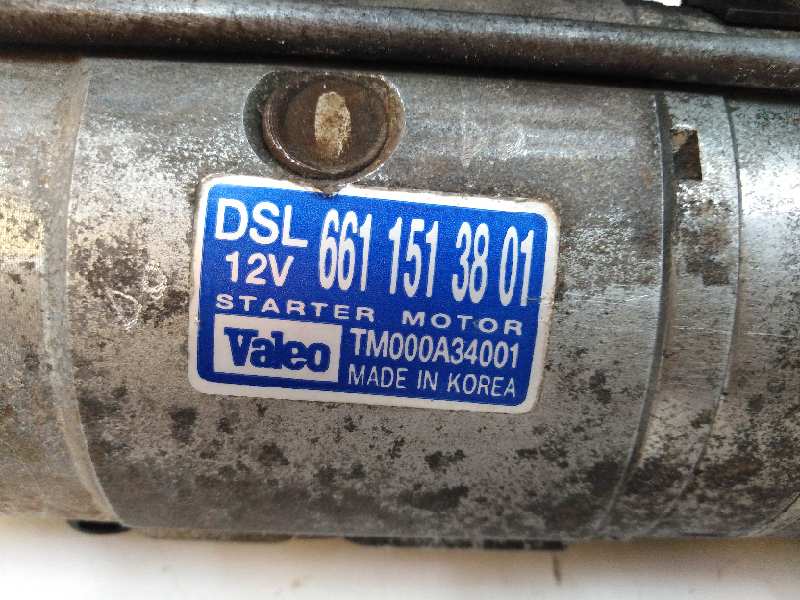 DSL 661 151 38 01
12V
STARTER MOTOR
Valeo TM000A34001
MADE IN KOREA